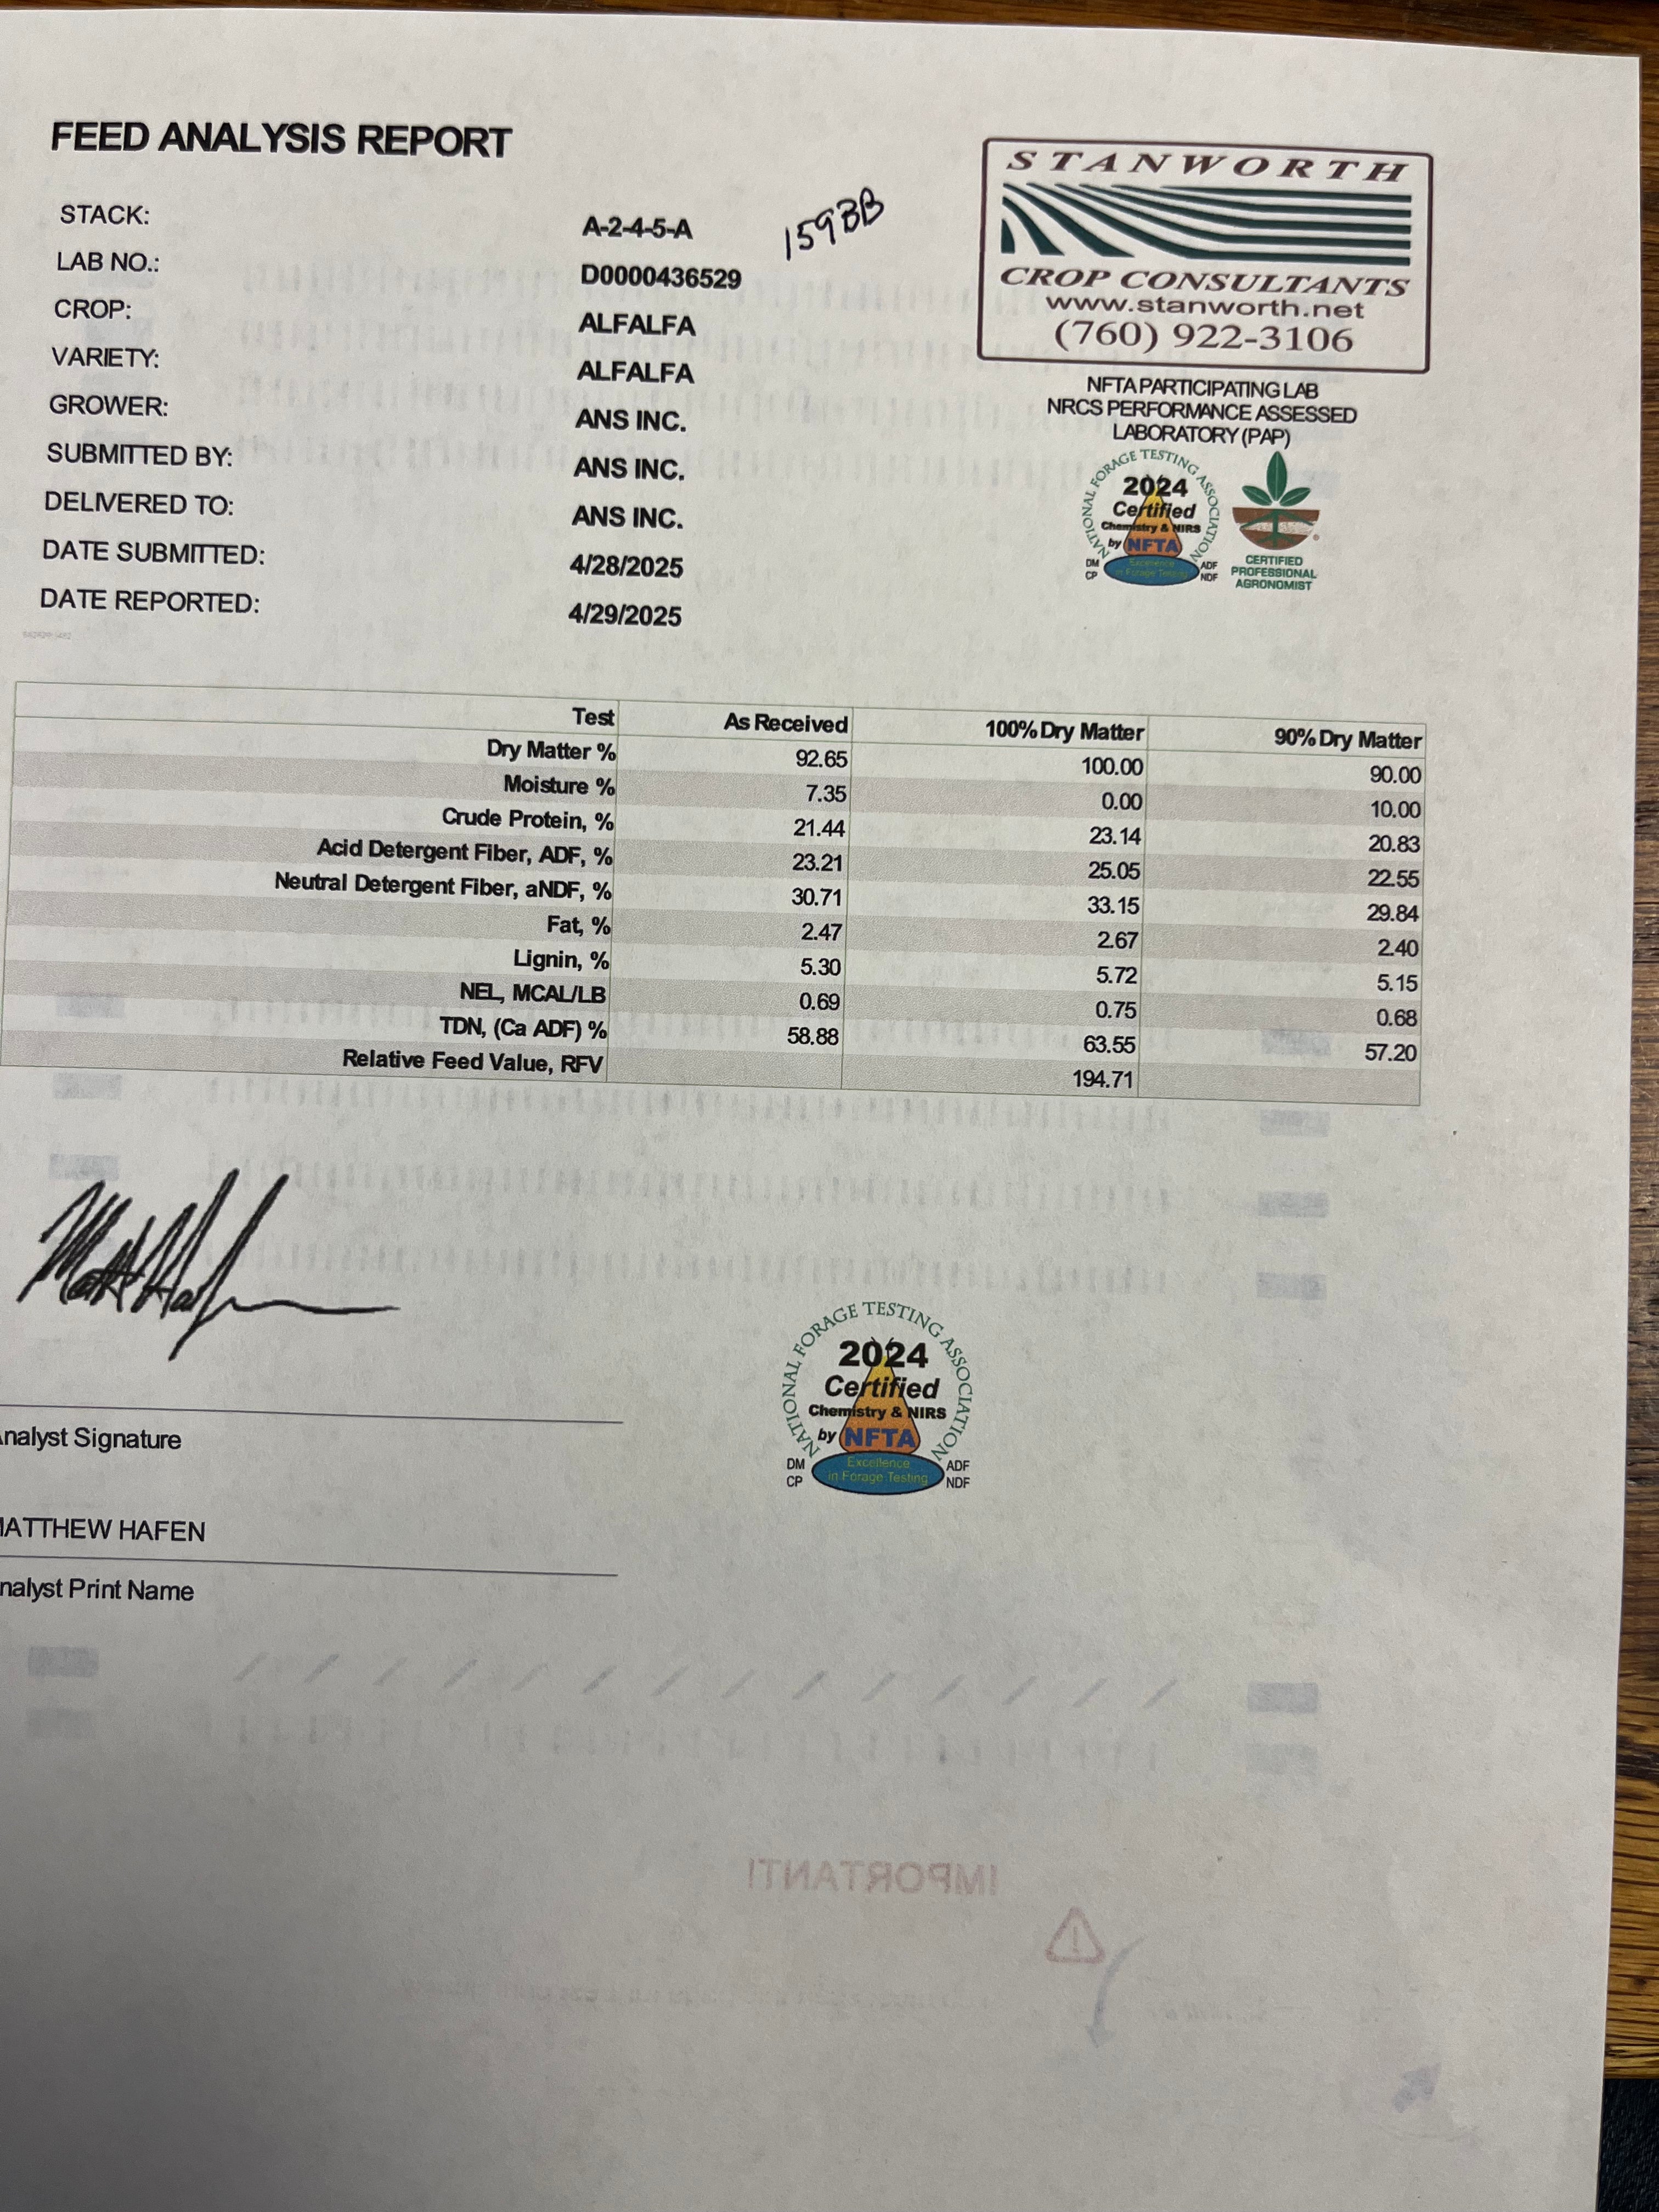 FEED ANALYSIS REPORT
STACK: A-2-4-5-A 159BB
LAB NO.: D0000436529
CROP: ALFALFA
VARIETY: ALFALFA
GROWER: ANS INC.
SUBMITTED BY: ANS INC.
DELIVERED TO: ANS INC.
DATE SUBMITTED: 4/28/2025
DATE REPORTED: 4/29/2025
STANWORTH
CROP CONSULTANTS
www.stanworth.net
(760) 922-3106
NFTA PARTICIPATING LAB
NRCS PERFORMANCE ASSESSED
LABORATORY (PAP)
NATIONAL FORAGE TESTING ASSOCIATION
2024
Certified
Chemistry & NIRS
by NFTA
Excellence
in Forage Testing
DM
CP
ADF
NDF
CERTIFIED
PROFESSIONAL
AGRONOMIST
Test As Received 100% Dry Matter 90% Dry Matter
Dry Matter % 92.65 100.00 90.00
Moisture % 7.35 0.00 10.00
Crude Protein, % 21.44 23.14 20.83
Acid Detergent Fiber, ADF, % 23.21 25.05 22.55
Neutral Detergent Fiber, aNDF, % 30.71 33.15 29.84
Fat, % 2.47 2.67 2.40
Lignin, % 5.30 5.72 5.15
NEL, MCAL/LB 0.69 0.75 0.68
TDN, (Ca ADF) % 58.88 63.55 57.20
Relative Feed Value, RFV 194.71
Matt Hafen
nalyst Signature
ATTHEW HAFEN
nalyst Print Name
NATIONAL FORAGE TESTING ASSOCIATION
2024
Certified
Chemistry & NIRS
by NFTA
Excellence
in Forage Testing
DM
CP
ADF
NDF
IMPORTANT!